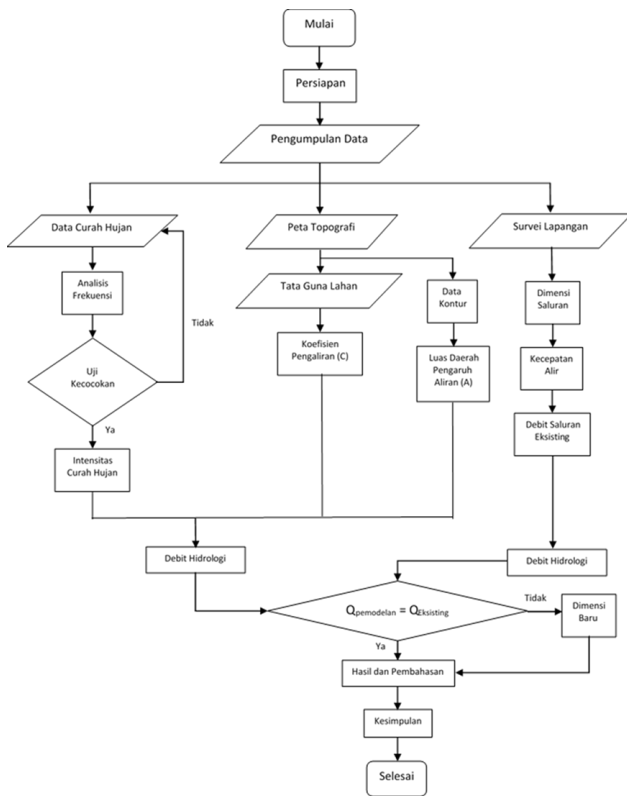 Mulai
Persiapan
Pengumpulan Data
Data Curah Hujan
Peta Topografi
Survei Lapangan
Analisis
Frekuensi
Tidak
Tata Guna Lahan
Data
Kontur
Dimensi
Saluran
Uji
Kecocokan
Koefisien
Pengaliran (C)
Luas Daerah
Pengaruh
Aliran (A)
Kecepatan
Alir
Ya
Debit Saluran
Eksisting
Intensitas
Curah Hujan
Debit Hidrologi
Debit Hidrologi
Qpemodelan = QEksisting
Tidak
Dimensi
Baru
Ya
Hasil dan Pembahasan
Kesimpulan
Selesai